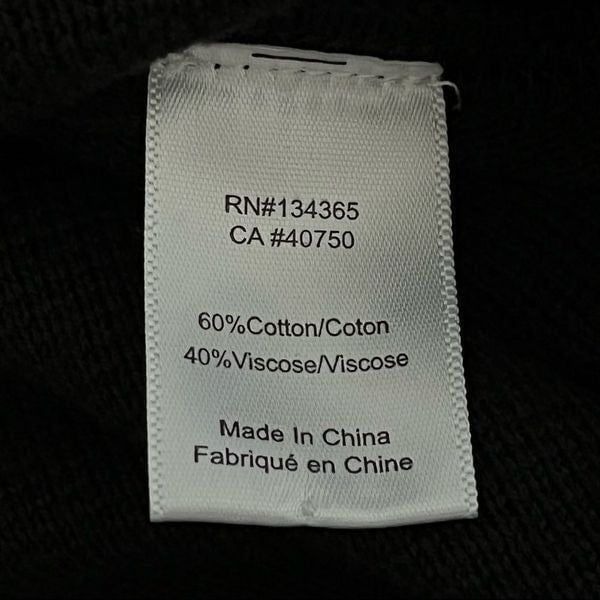 RN#134365
CA #40750
60%Cotton/Coton
40%Viscose/Viscose
Made In China
Fabriqué en Chine